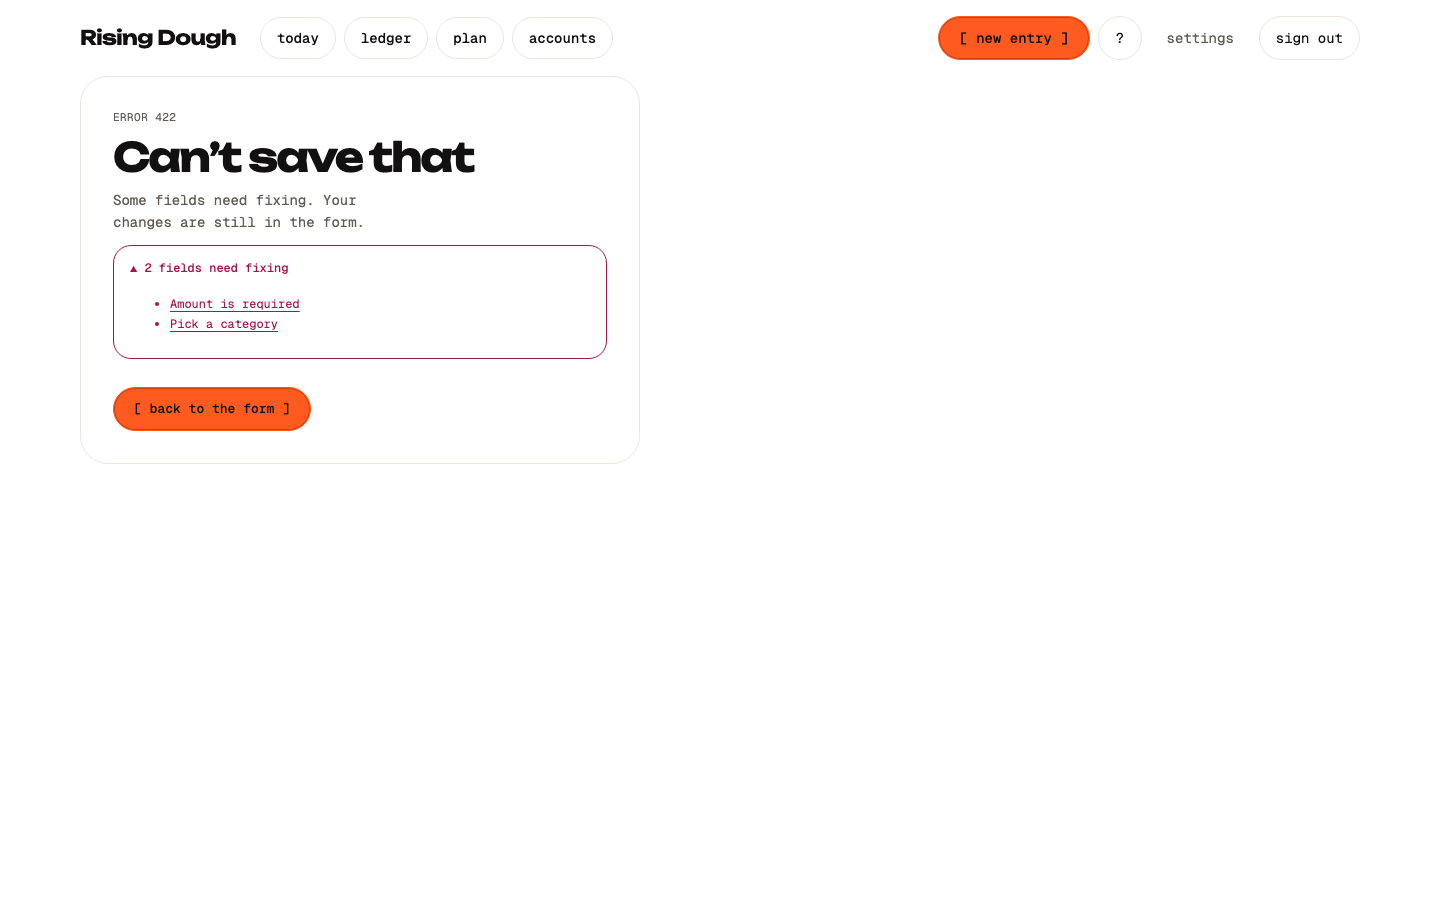 Rising Dough
today
ledger
plan
accounts
[ new entry ]
?
settings
sign out
ERROR 422
Can’t save that
Some fields need fixing. Your
changes are still in the form.
▲ 2 fields need fixing
• Amount is required
• Pick a category
[ back to the form ]